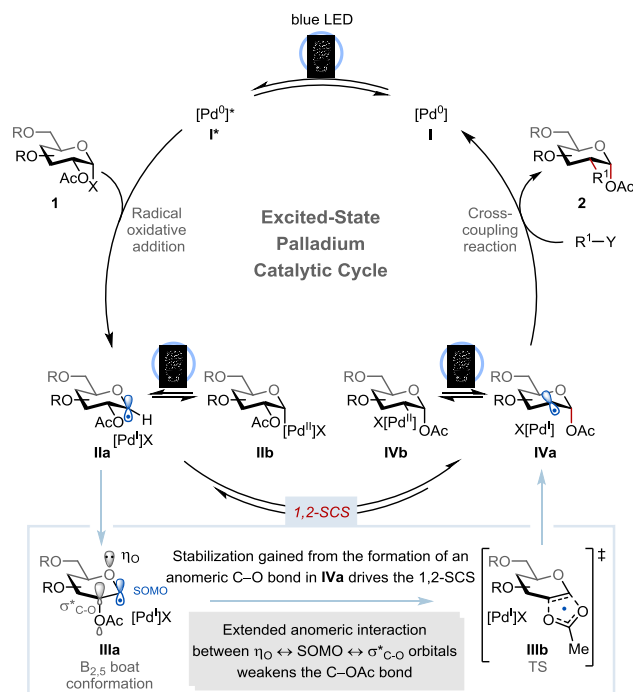 blue LED
[Pd⁰]*
I*
[Pd⁰]
I
RO
O
RO
AcO
X
1
RO
O
RO
R¹
OAc
2
Radical
oxidative
addition
Excited-State
Palladium
Catalytic Cycle
Cross-
coupling
reaction
R¹–Y
RO
O
RO
H
AcO
[Pdᴵ]X
IIa
RO
O
RO
AcO
[Pdᴵᴵ]X
IIb
RO
O
RO
X[Pdᴵᴵ]
OAc
IVb
RO
O
RO
X[Pdᴵ]
OAc
IVa
1,2-SCS
RO
ηO
O
RO
SOMO
σ*C-O
OAc
[Pdᴵ]X
IIIa
B2,5 boat
conformation
Stabilization gained from the formation of an
anomeric C–O bond in IVa drives the 1,2-SCS
Extended anomeric interaction
between ηO ↔ SOMO ↔ σ*C-O orbitals
weakens the C–OAc bond
‡
RO
O
RO
O
O
[Pdᴵ]X
Me
IIIb
TS